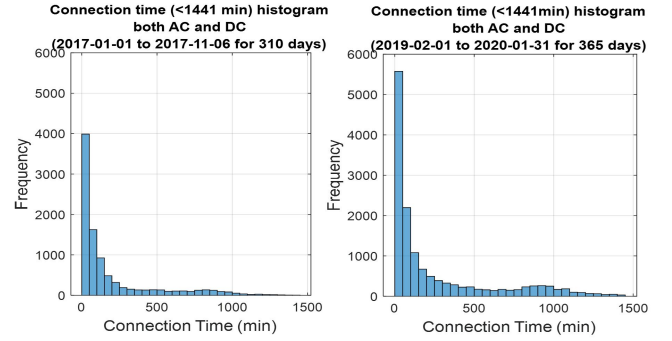 Connection time (<1441 min) histogram
both AC and DC
(2017-01-01 to 2017-11-06 for 310 days)
6000
5000
4000
3000
2000
1000
0
Frequency
0
500
1000
1500
Connection Time (min)
Connection time (<1441min) histogram
both AC and DC
(2019-02-01 to 2020-01-31 for 365 days)
6000
5000
4000
3000
2000
1000
0
Frequency
0
500
1000
1500
Connection Time (min)